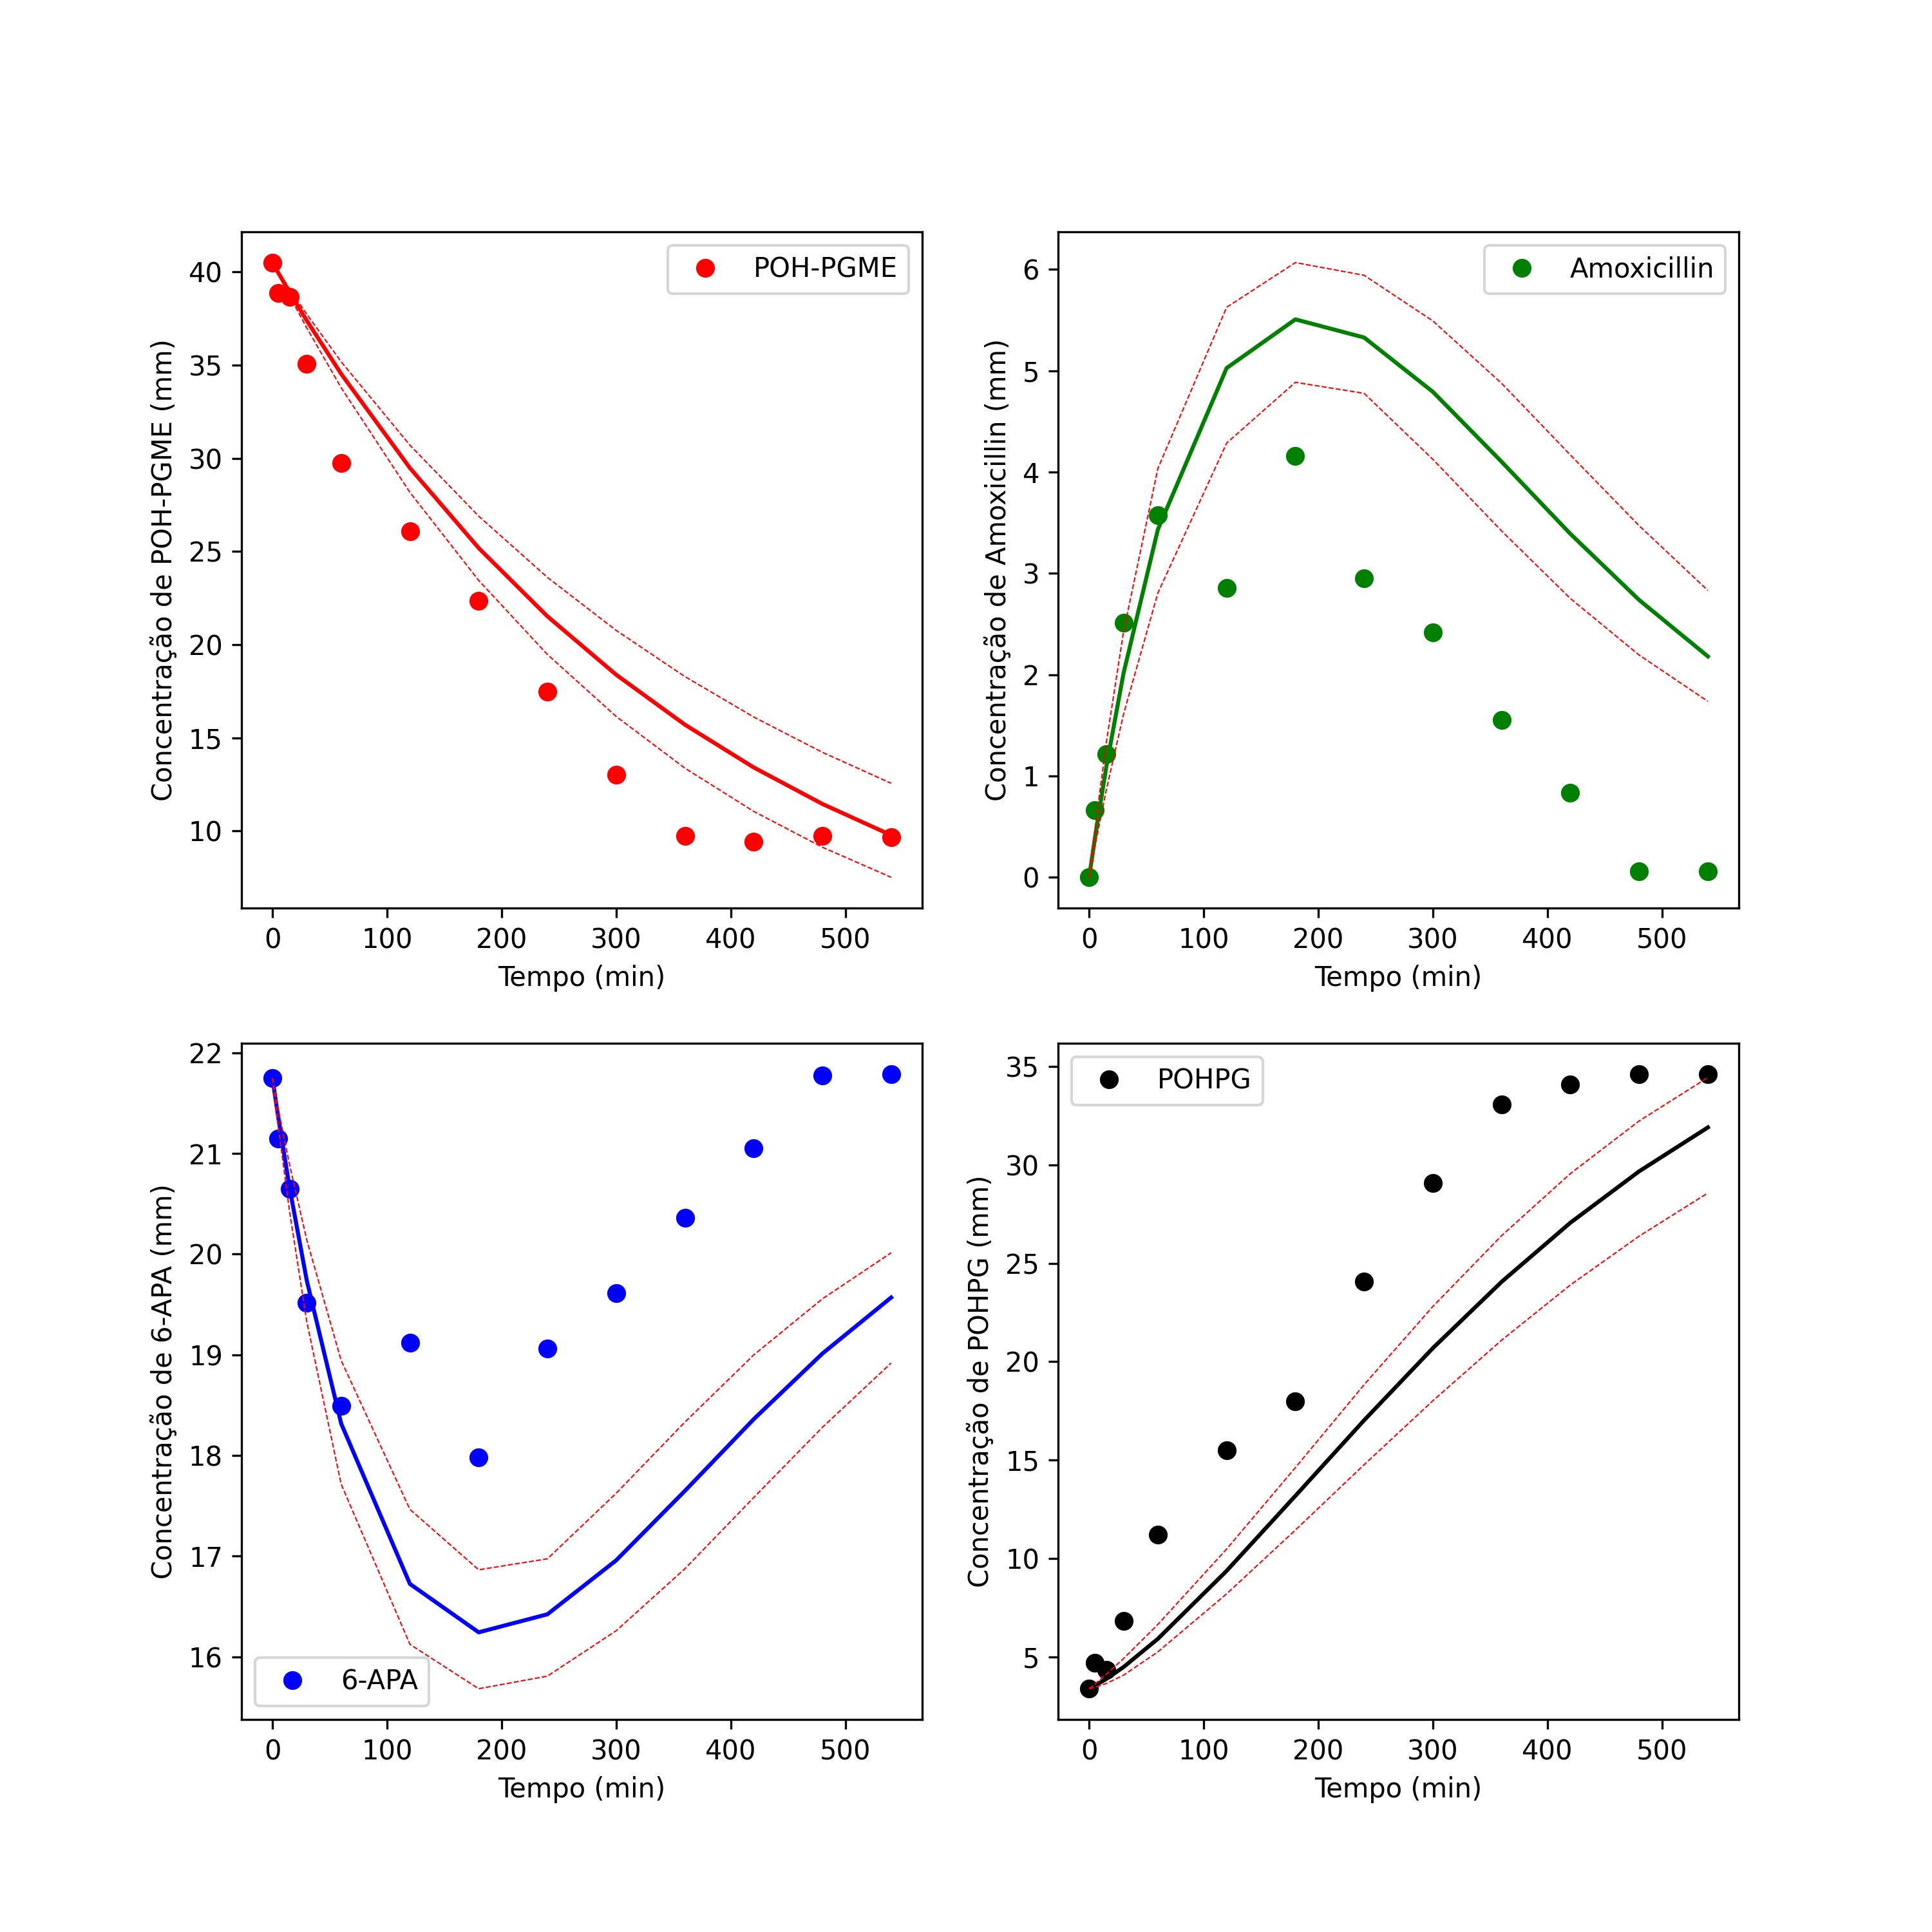 POH-PGME
Concentração de POH-PGME (mm)
40
35
30
25
20
15
10
0 100 200 300 400 500
Tempo (min)
Amoxicillin
Concentração de Amoxicillin (mm)
6
5
4
3
2
1
0
0 100 200 300 400 500
Tempo (min)
6-APA
Concentração de 6-APA (mm)
22
21
20
19
18
17
16
0 100 200 300 400 500
Tempo (min)
POHPG
Concentração de POHPG (mm)
35
30
25
20
15
10
5
0 100 200 300 400 500
Tempo (min)